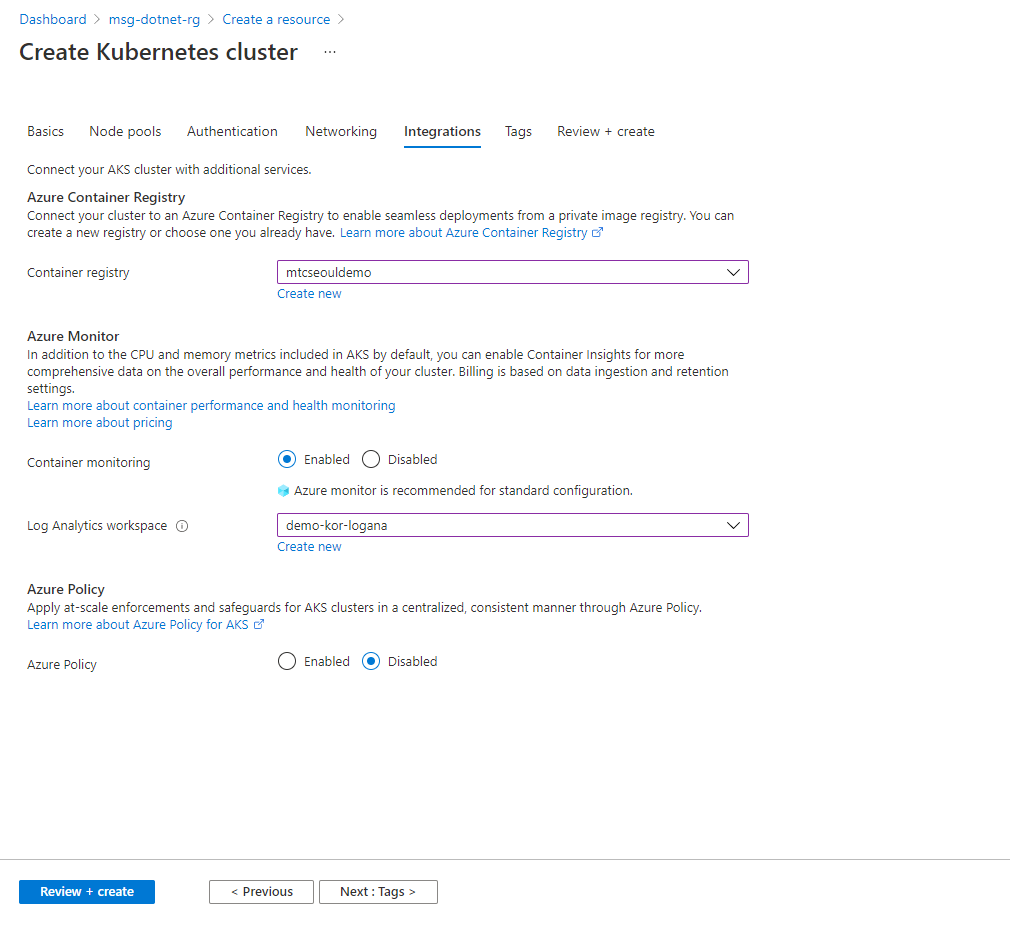 Dashboard > msg-dotnet-rg > Create a resource >
Create Kubernetes cluster ...
Basics Node pools Authentication Networking Integrations Tags Review + create
Connect your AKS cluster with additional services.
Azure Container Registry
Connect your cluster to an Azure Container Registry to enable seamless deployments from a private image registry. You can
create a new registry or choose one you already have. Learn more about Azure Container Registry
Container registry mtcseouldemo
Create new
Azure Monitor
In addition to the CPU and memory metrics included in AKS by default, you can enable Container Insights for more
comprehensive data on the overall performance and health of your cluster. Billing is based on data ingestion and retention
settings.
Learn more about container performance and health monitoring
Learn more about pricing
Container monitoring Enabled Disabled
Azure monitor is recommended for standard configuration.
Log Analytics workspace demo-kor-logana
Create new
Azure Policy
Apply at-scale enforcements and safeguards for AKS clusters in a centralized, consistent manner through Azure Policy.
Learn more about Azure Policy for AKS
Azure Policy Enabled Disabled
Review + create < Previous Next : Tags >